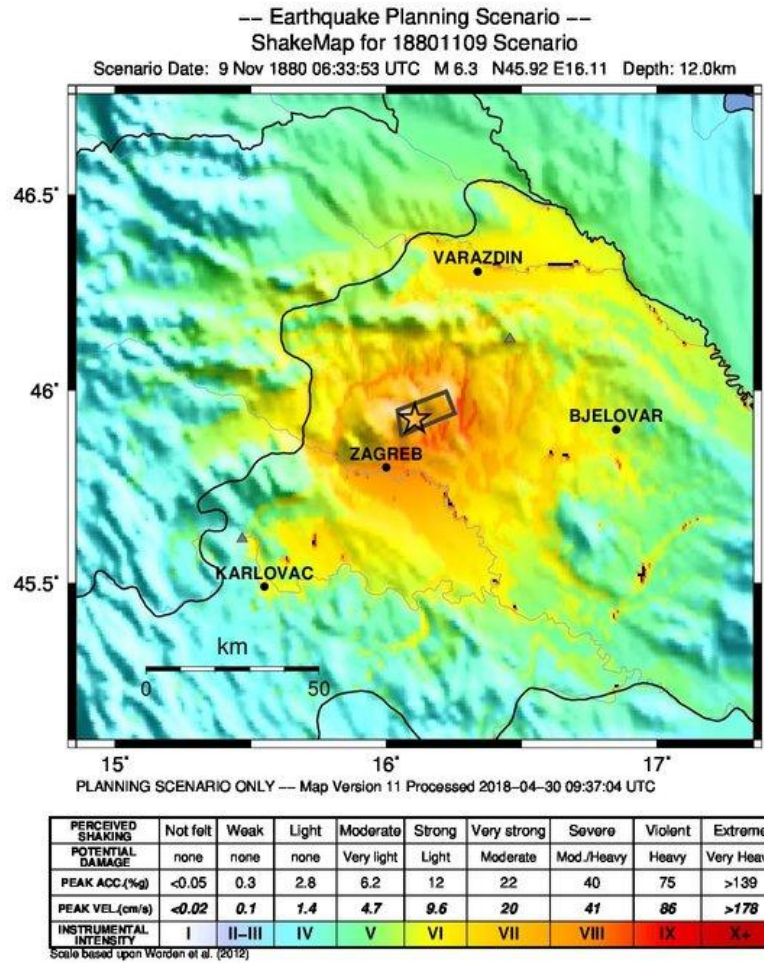 -- Earthquake Planning Scenario --
ShakeMap for 18801109 Scenario
Scenario Date: 9 Nov 1880 06:33:53 UTC M 6.3 N45.92 E16.11 Depth: 12.0km
46.5°
VARAZDIN
46°
BJELOVAR
ZAGREB
45.5°
KARLOVAC
km
0 50
15° 16° 17°
PLANNING SCENARIO ONLY -- Map Version 11 Processed 2018-04-30 09:37:04 UTC
PERCEIVED SHAKING Not felt Weak Light Moderate Strong Very strong Severe Violent Extreme
POTENTIAL DAMAGE none none none Very light Light Moderate Mod./Heavy Heavy Very Heav
PEAK ACC.(%g) <0.05 0.3 2.8 6.2 12 22 40 75 >139
PEAK VEL.(cm/s) <0.02 0.1 1.4 4.7 9.6 20 41 86 >178
INSTRUMENTAL INTENSITY I II-III IV V VI VII VIII IX X+
Scale based upon Worden et al. (2012)